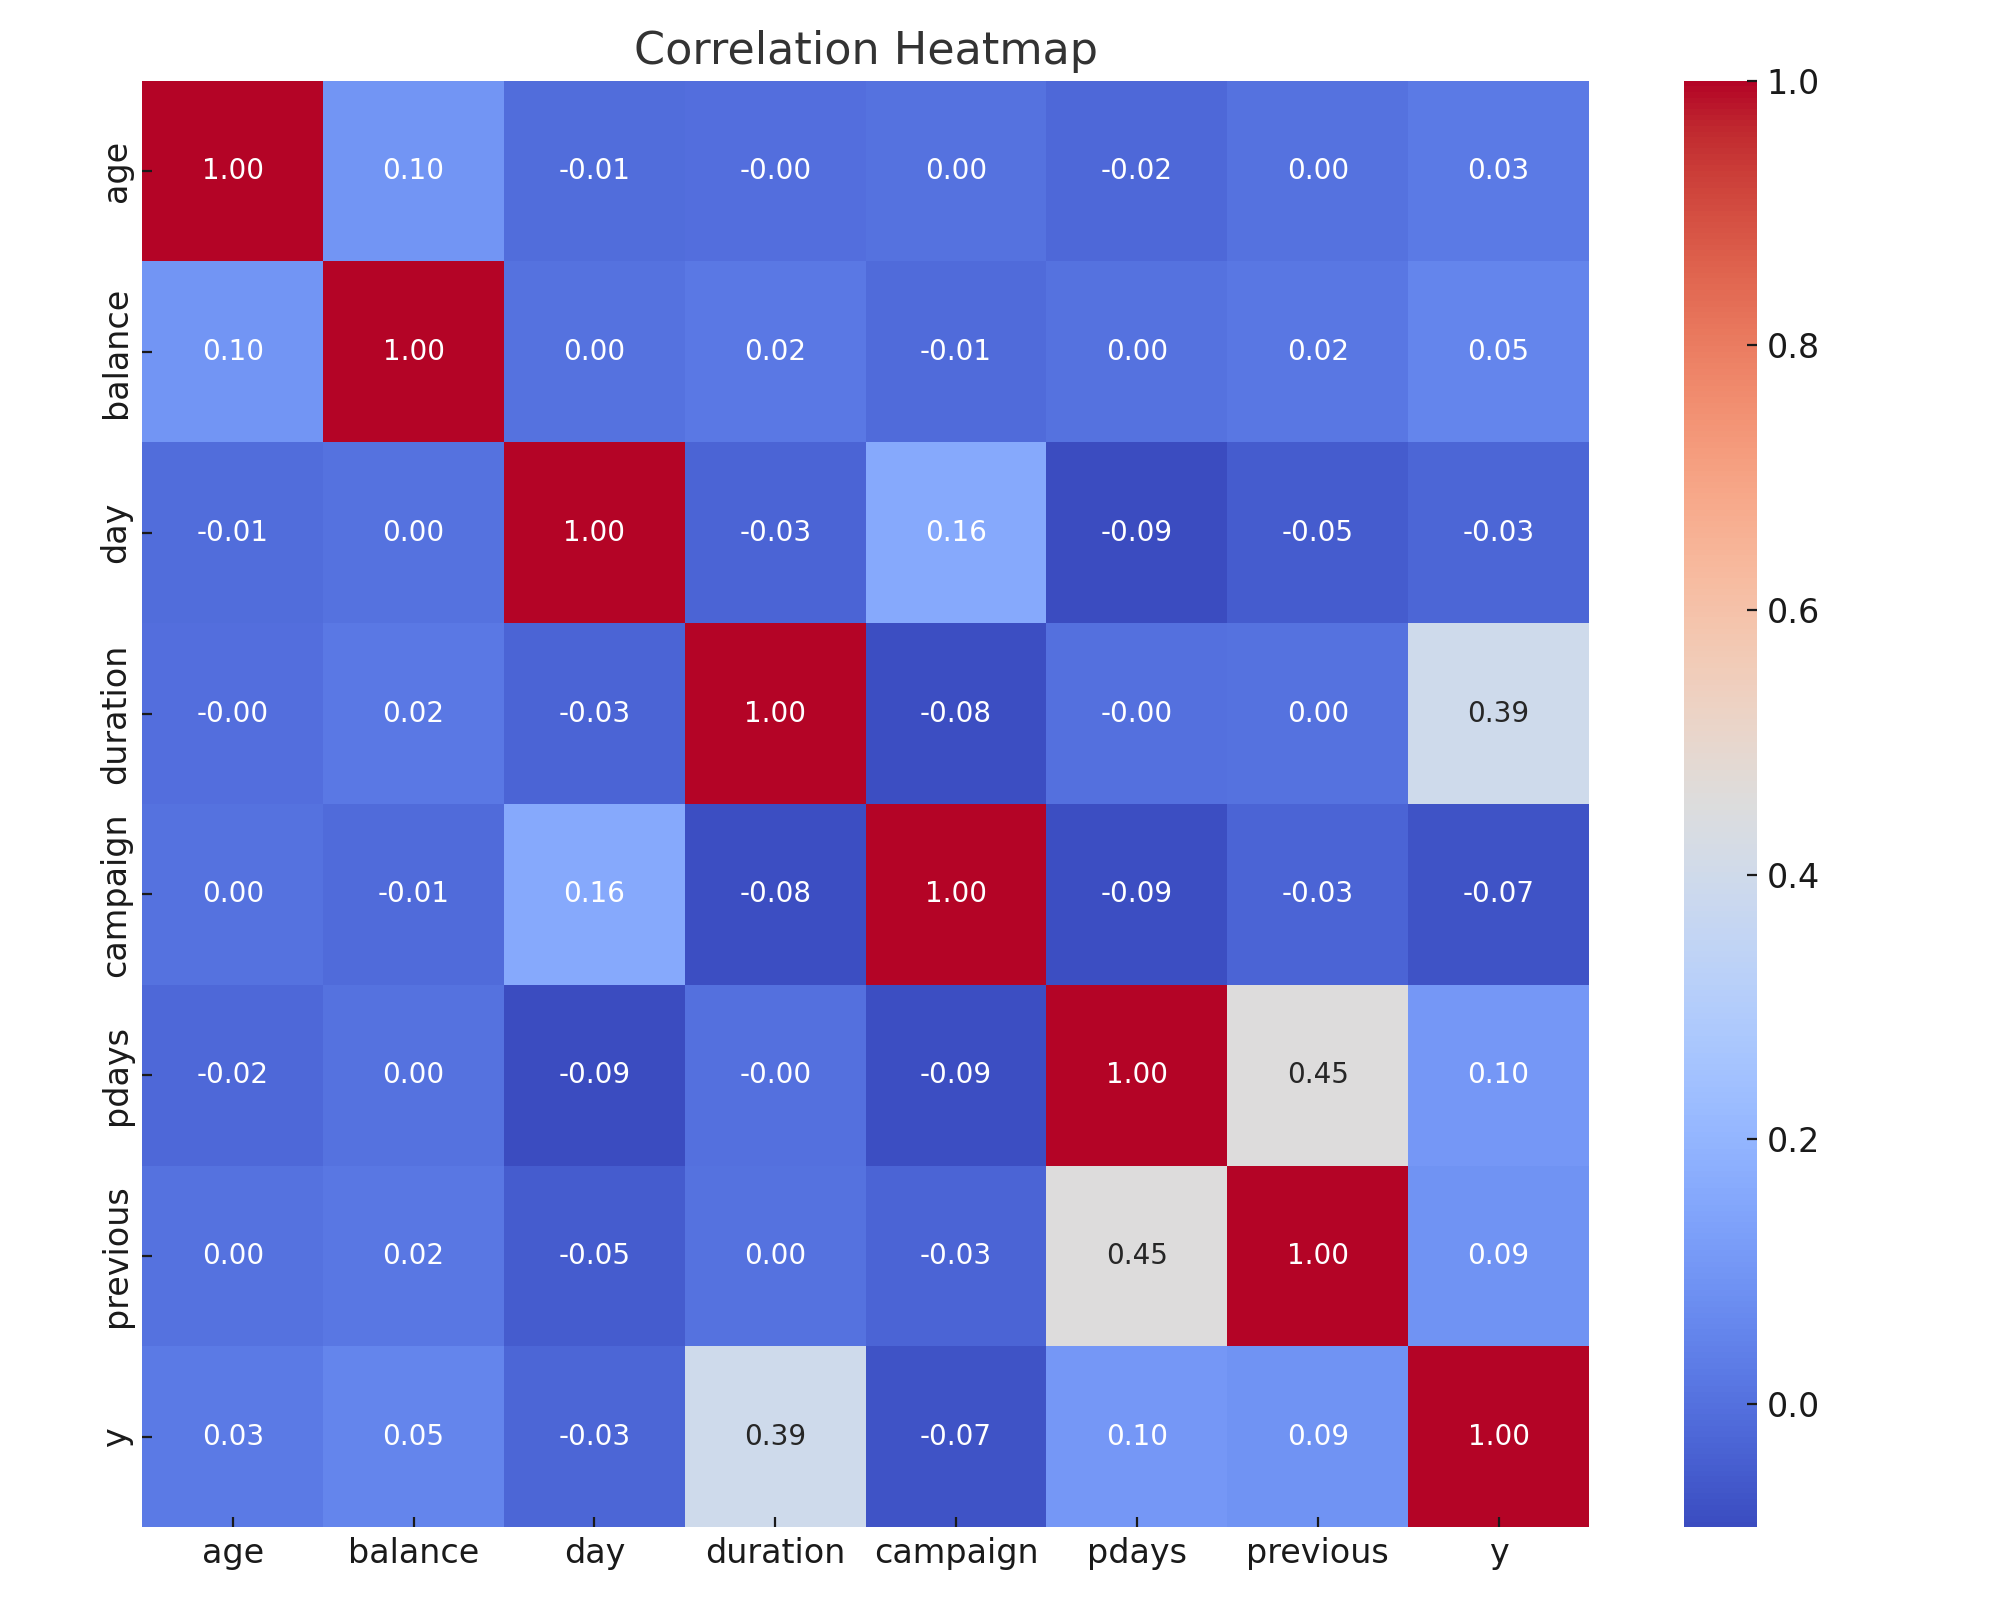 Correlation Heatmap
age 1.00 0.10 -0.01 -0.00 0.00 -0.02 0.00 0.03
balance 0.10 1.00 0.00 0.02 -0.01 0.00 0.02 0.05
day -0.01 0.00 1.00 -0.03 0.16 -0.09 -0.05 -0.03
duration -0.00 0.02 -0.03 1.00 -0.08 -0.00 0.00 0.39
campaign 0.00 -0.01 0.16 -0.08 1.00 -0.09 -0.03 -0.07
pdays -0.02 0.00 -0.09 -0.00 -0.09 1.00 0.45 0.10
previous 0.00 0.02 -0.05 0.00 -0.03 0.45 1.00 0.09
y 0.03 0.05 -0.03 0.39 -0.07 0.10 0.09 1.00
age balance day duration campaign pdays previous y
1.0
0.8
0.6
0.4
0.2
0.0